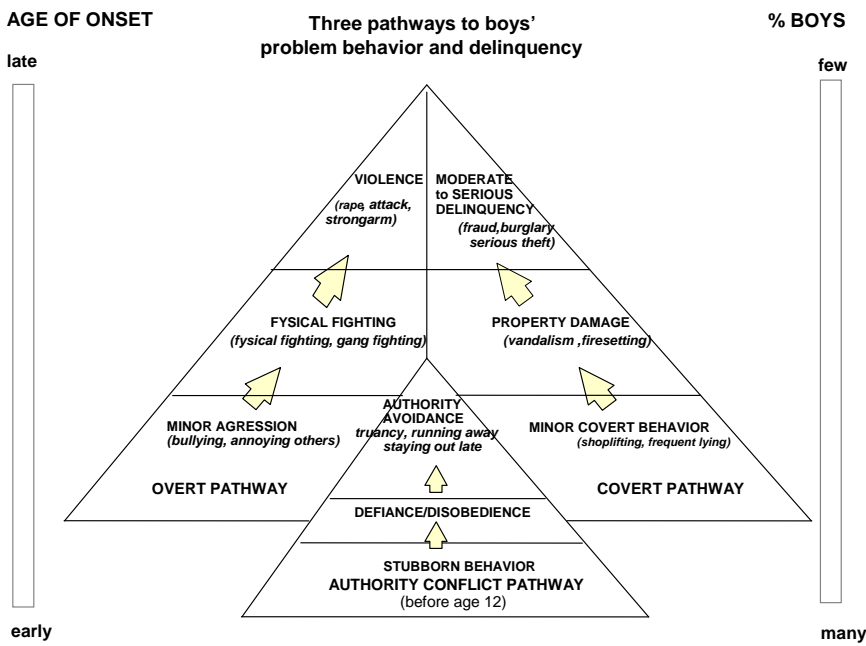 AGE OF ONSET
Three pathways to boys'
problem behavior and delinquency
% BOYS
late
few
VIOLENCE
(rape, attack,
strongarm)
MODERATE
to SERIOUS
DELINQUENCY
(fraud,burglary
serious theft)
FYSICAL FIGHTING
(fysical fighting, gang fighting)
PROPERTY DAMAGE
(vandalism ,firesetting)
MINOR AGRESSION
(bullying, annoying others)
AUTHORITY
AVOIDANCE
truancy, running away
staying out late
MINOR COVERT BEHAVIOR
(shoplifting, frequent lying)
OVERT PATHWAY
COVERT PATHWAY
DEFIANCE/DISOBEDIENCE
STUBBORN BEHAVIOR
AUTHORITY CONFLICT PATHWAY
(before age 12)
early
many